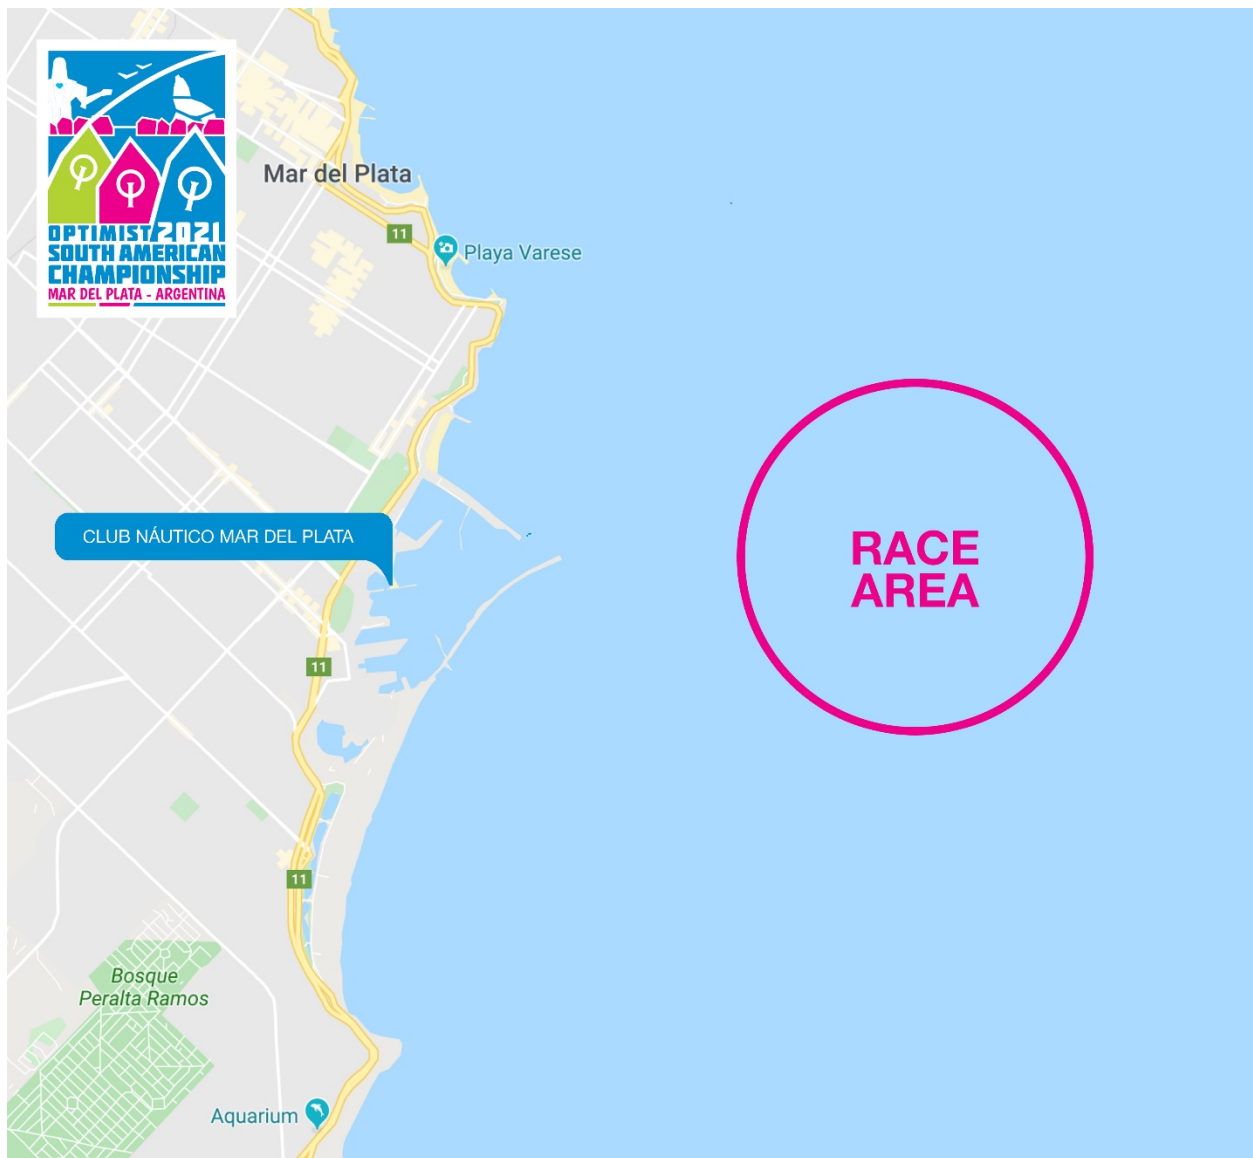 OPTIMIST 2021
SOUTH AMERICAN
CHAMPIONSHIP
MAR DEL PLATA - ARGENTINA
Mar del Plata
11
Playa Varese
CLUB NÁUTICO MAR DEL PLATA
RACE
AREA
11
11
Bosque
Peralta Ramos
Aquarium